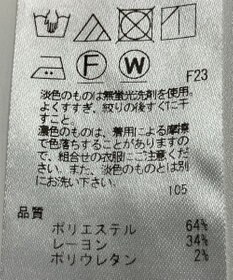 F W
F23
淡色のものは無蛍光洗剤を使用。
よくすすぎ、絞りの後すぐに干
すこと。
濃色のものは、着用による摩擦
で色落ちすることがありますの
で、組合せの衣服にご注意くださ
い。また、淡色のものとは別
にお洗い下さい。
105
品質
ポリエステル 64%
レーヨン 34%
ポリウレタン 2%